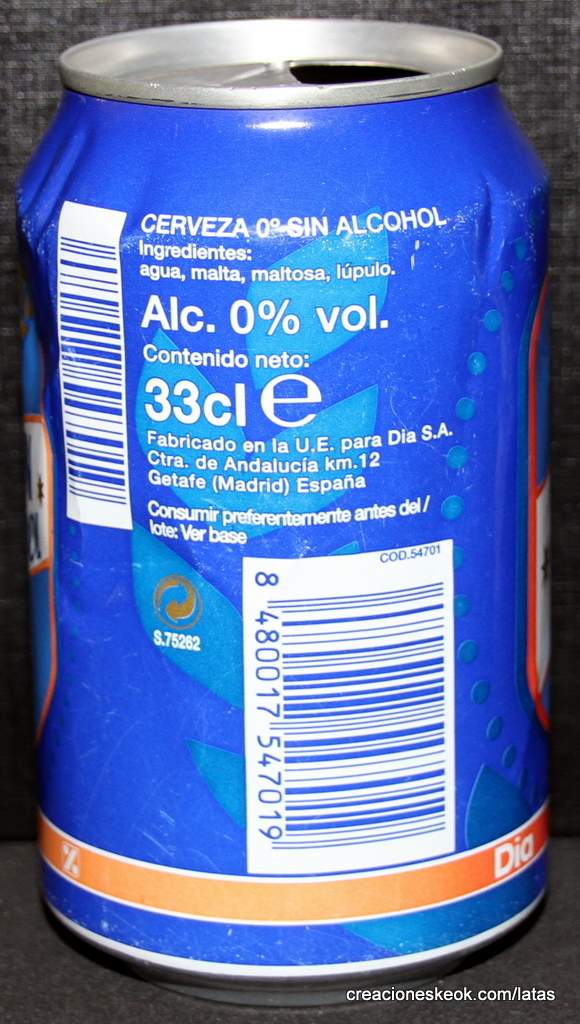 CERVEZA 0º SIN ALCOHOL
Ingredientes:
agua, malta, maltosa, lúpulo.
Alc. 0% vol.
Contenido neto:
33cl e
Fabricado en la U.E. para Dia S.A.
Ctra. de Andalucía km.12
Getafe (Madrid) España
Consumir preferentemente antes del /
lote: Ver base
COD.54701
S.75262
8 480017 547019
%
Dia
creacioneskeok.com/latas